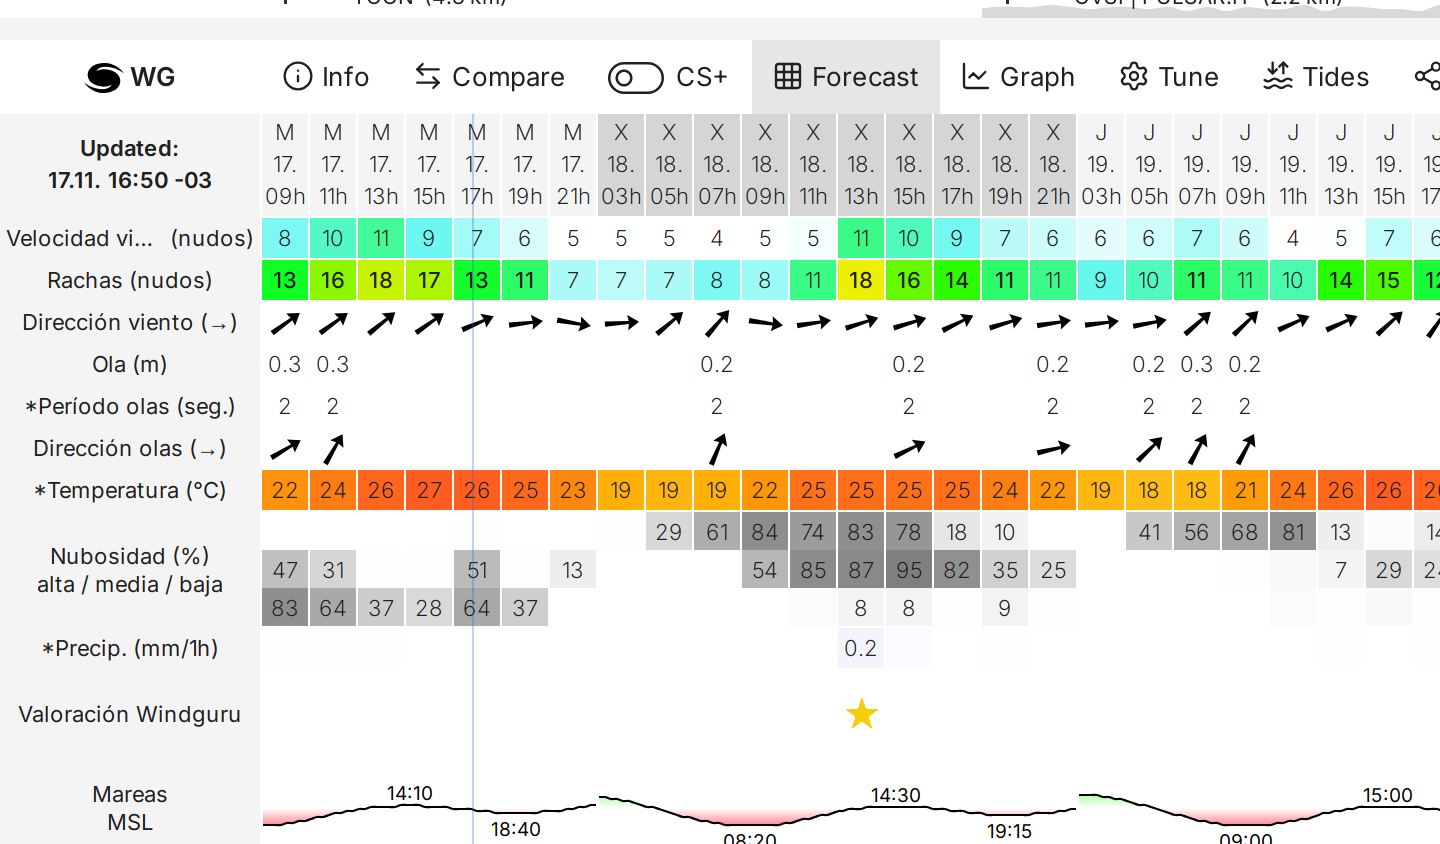 WG Info Compare CS+ Forecast Graph Tune Tides
Updated:
17.11. 16:50 -03
M M M M M M M X X X X X X X X X X J J J J J J J
17. 17. 17. 17. 17. 17. 17. 18. 18. 18. 18. 18. 18. 18. 18. 18. 18. 19. 19. 19. 19. 19. 19. 19.
09h 11h 13h 15h 17h 19h 21h 03h 05h 07h 09h 11h 13h 15h 17h 19h 21h 03h 05h 07h 09h 11h 13h 15h
Velocidad vi... (nudos) 8 10 11 9 7 6 5 5 5 4 5 5 11 10 9 7 6 6 6 7 6 4 5 7
Rachas (nudos) 13 16 18 17 13 11 7 7 7 8 8 11 18 16 14 11 11 9 10 11 11 10 14 15
Dirección viento (→)
Ola (m) 0.3 0.3 0.2 0.2 0.2 0.2 0.3 0.2
*Período olas (seg.) 2 2 2 2 2 2 2 2
Dirección olas (→)
*Temperatura (°C) 22 24 26 27 26 25 23 19 19 19 22 25 25 25 25 24 22 19 18 18 21 24 26 26
29 61 84 74 83 78 18 10 41 56 68 81 13
Nubosidad (%)
47 31 51 13 54 85 87 95 82 35 25 7 29
alta / media / baja
83 64 37 28 64 37 8 8 9
*Precip. (mm/1h) 0.2
Valoración Windguru
Mareas 14:10 14:30 15:00
MSL 18:40 08:20 19:15 09:00